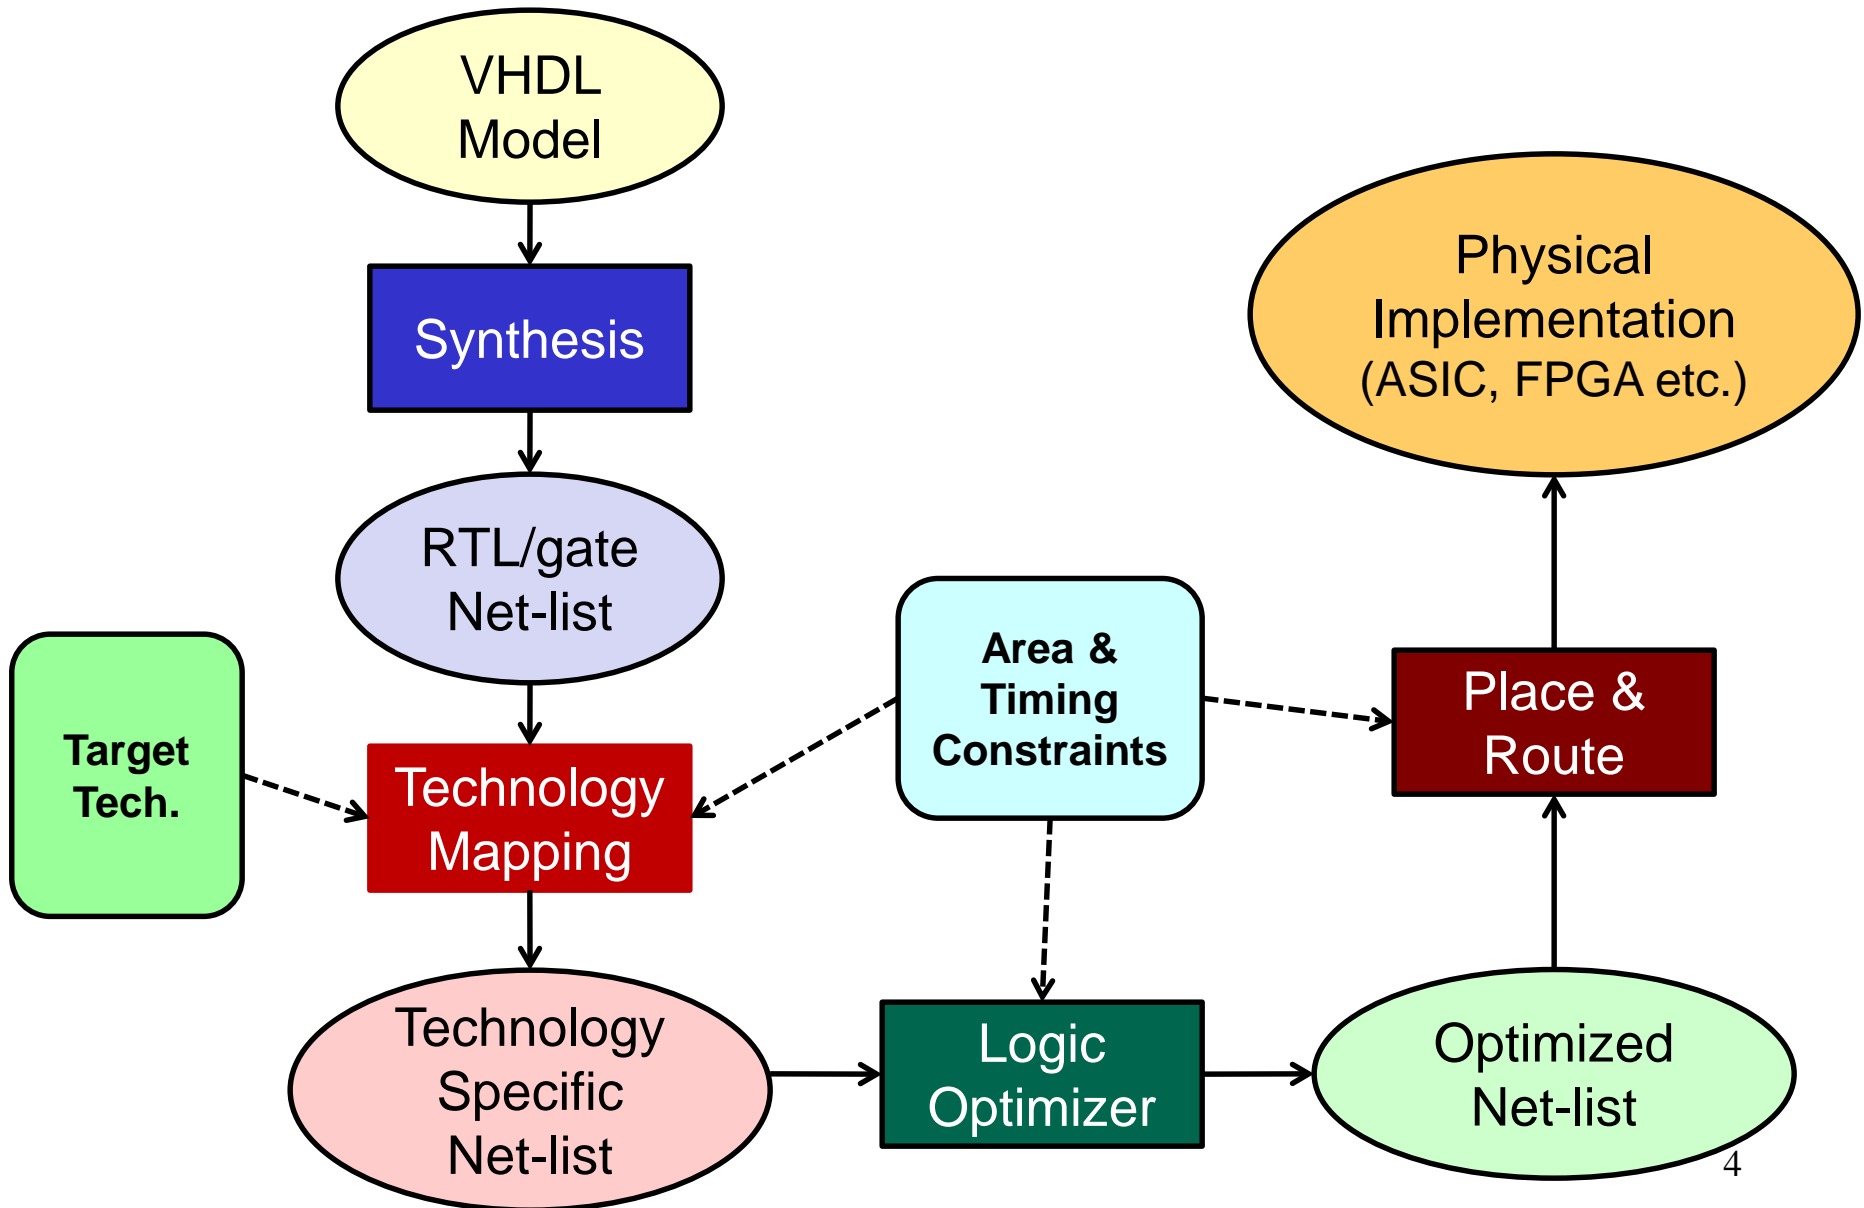 VHDL
Model
Synthesis
RTL/gate
Net-list
Target
Tech.
Technology
Mapping
Technology
Specific
Net-list
Area &
Timing
Constraints
Logic
Optimizer
Optimized
Net-list
Place &
Route
Physical
Implementation
(ASIC, FPGA etc.)
4